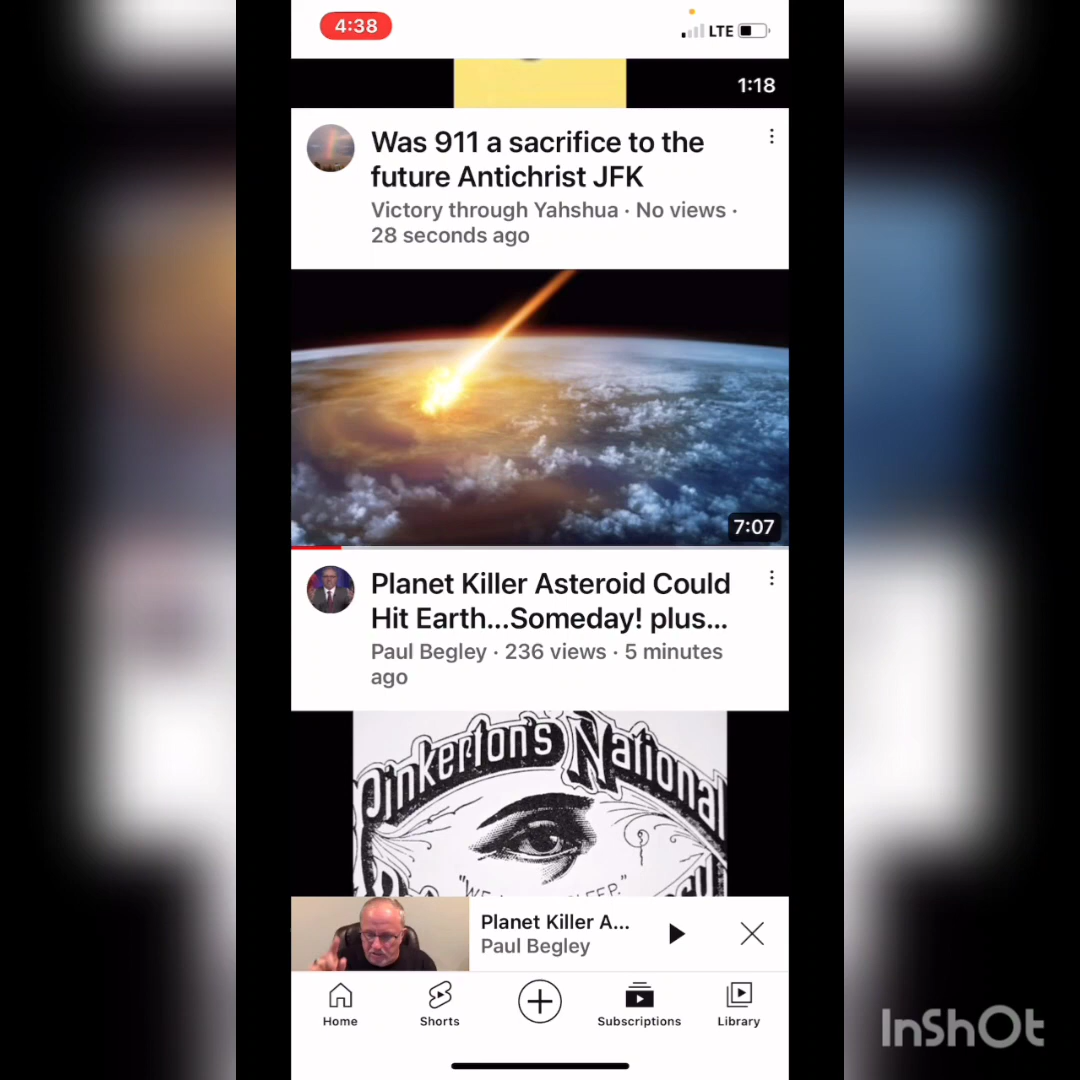 4:38
LTE
1:18
Was 911 a sacrifice to the
future Antichrist JFK
Victory through Yahshua · No views ·
28 seconds ago
7:07
Planet Killer Asteroid Could
Hit Earth...Someday! plus...
Paul Begley · 236 views · 5 minutes
ago
Pinkerton's National
Planet Killer A...
Paul Begley
Home
Shorts
Subscriptions
Library
InShOt